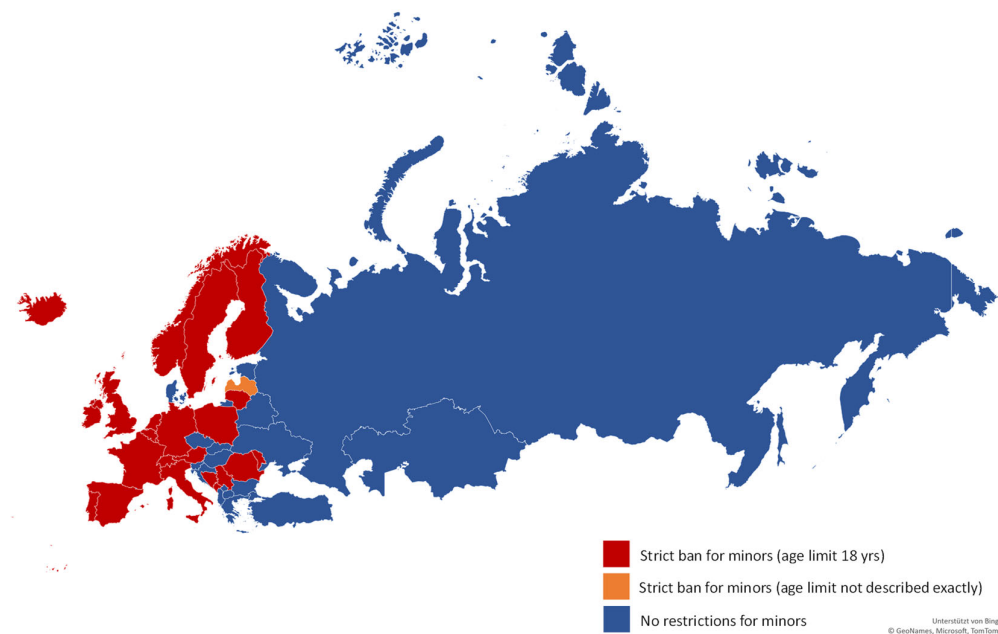 Strict ban for minors (age limit 18 yrs)
Strict ban for minors (age limit not described exactly)
No restrictions for minors
Unterstützt von Bing
© GeoNames, Microsoft, TomTom